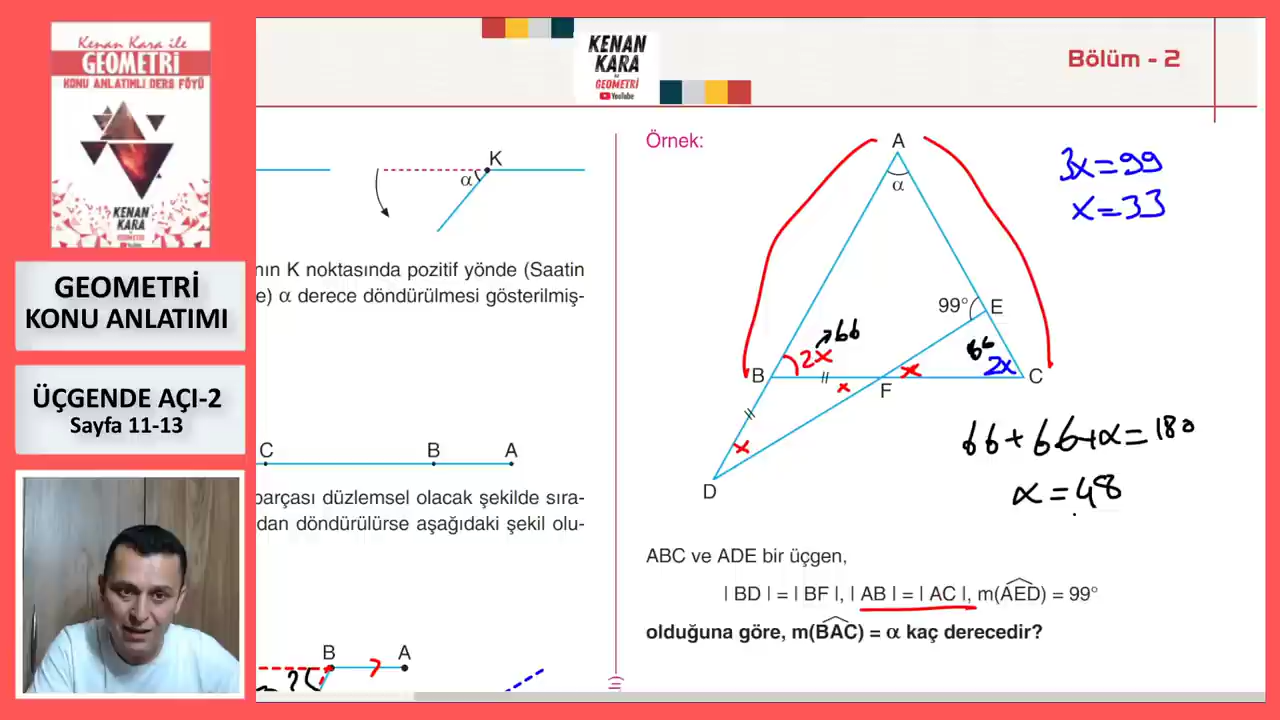 Kenan Kara ile
GEOMETRİ
KONU ANLATIMLI DERS FÖYÜ
KENAN
KARA
GEOMETRİ
KONU ANLATIMI
ÜÇGENDE AÇI-2
Sayfa 11-13
KENAN
KARA
ile
GEOMETRİ
YouTube
Bölüm - 2
K
α
nın K noktasında pozitif yönde (Saatin
e) α derece döndürülmesi gösterilmiş-
C B A
parçası düzlemsel olacak şekilde sıra-
dan döndürülürse aşağıdaki şekil olu-
B A
?
Örnek:
A
α
3x=99
x=33
99° E
2x → 66
66
2x
B x F x C
x
D
66+66+α=180
α=48
ABC ve ADE bir üçgen,
| BD | = | BF |, | AB | = | AC |, m(AED) = 99°
olduğuna göre, m(BAC) = α kaç derecedir?